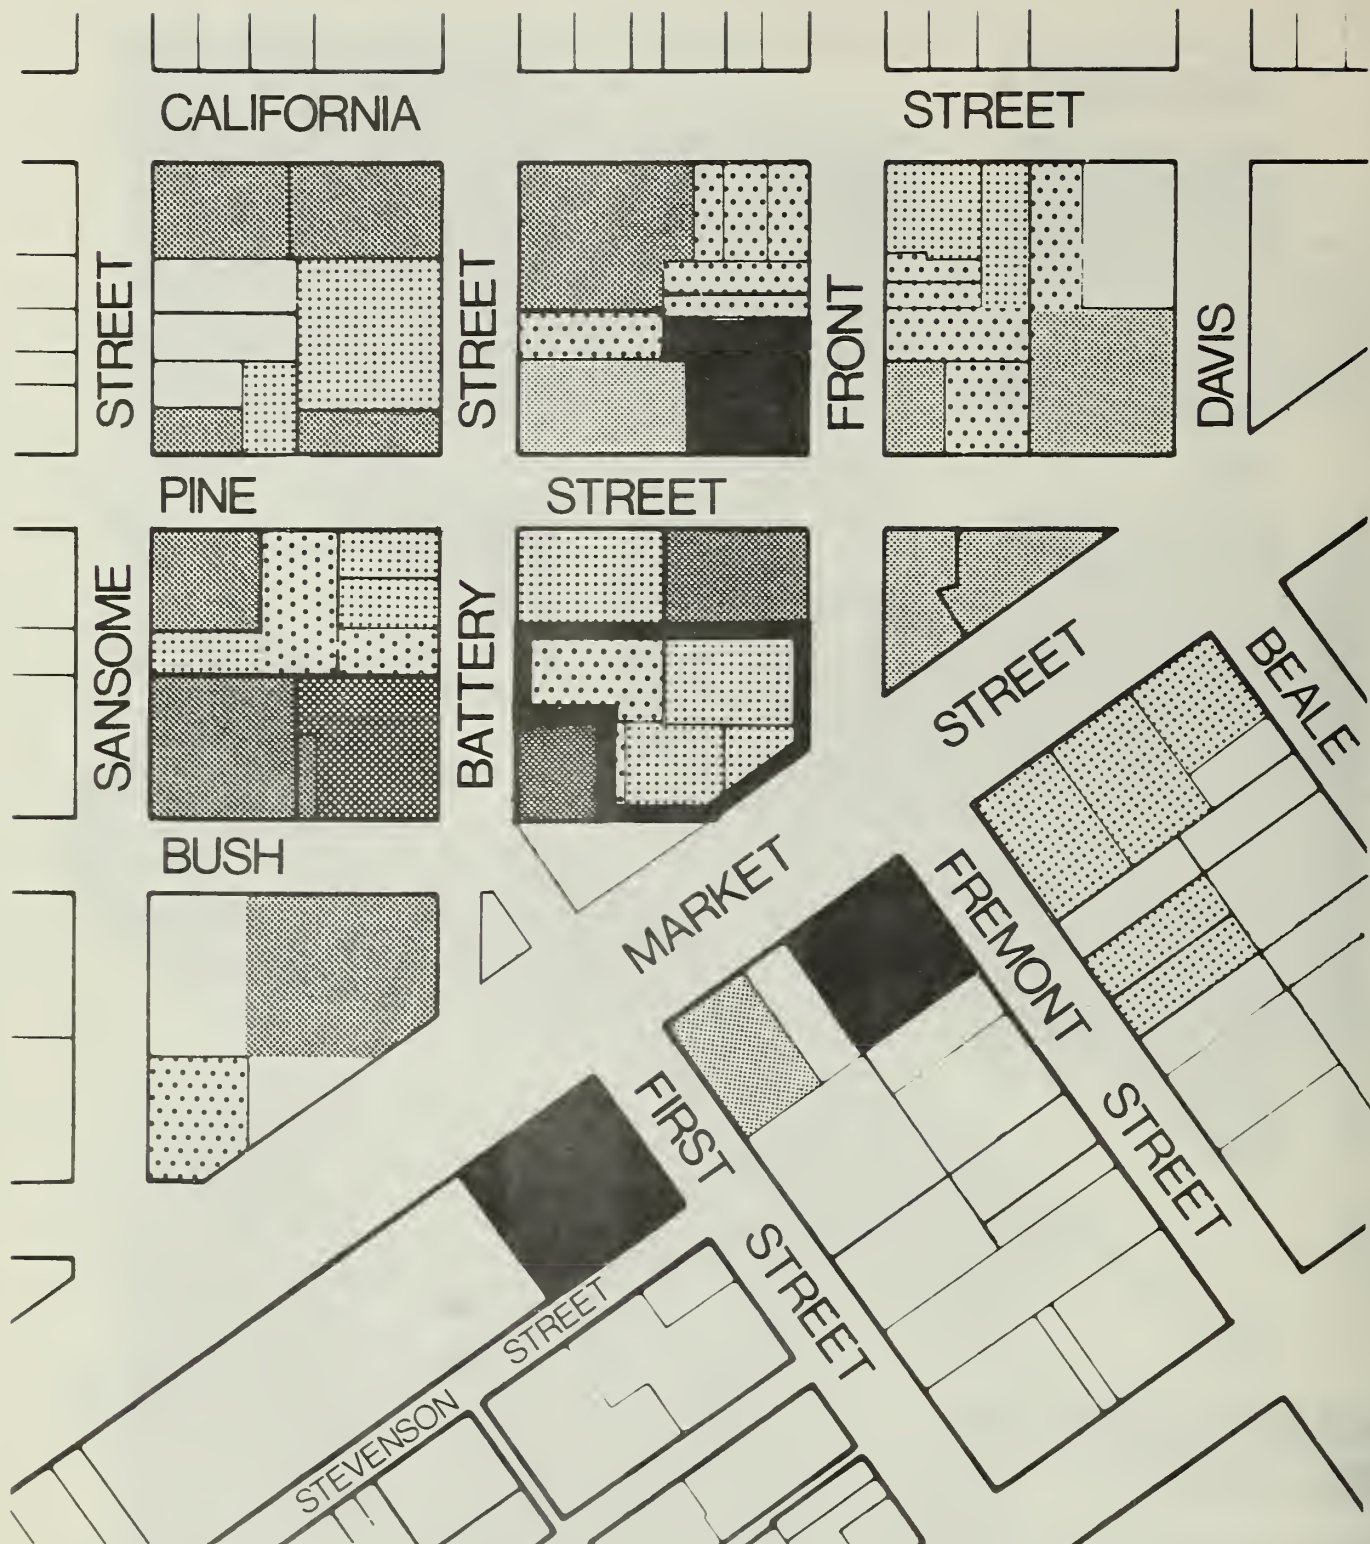 CALIFORNIA STREET
STREET
STREET
FRONT
DAVIS
PINE STREET
SANSOME
BATTERY
STREET
BEALE
BUSH
MARKET
FREMONT
FIRST
STREET
STREET
STREET
STEVENSON